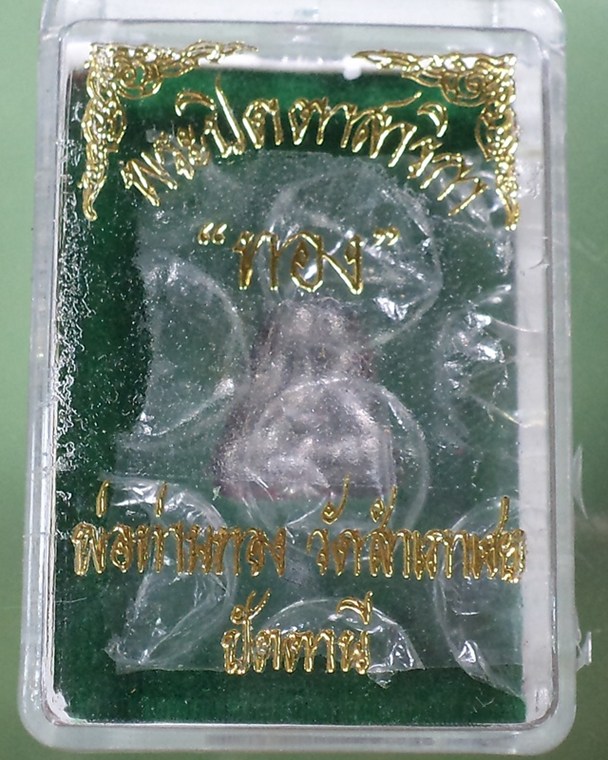 พระปิดตาสาริกา
“ทอง”
พ่อท่านทอง วัดสำเภาเชย
ปัตตานี